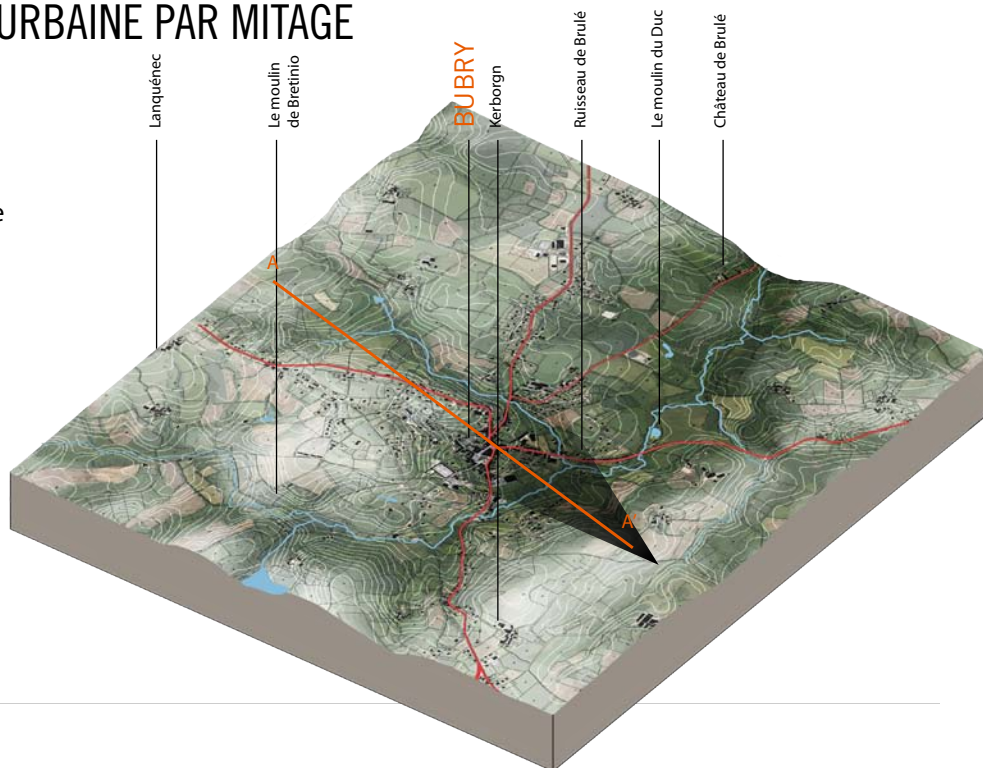 URBAINE PAR MITAGE
e
Lanquénec
Le moulin
de Bretinio
BUBRY
Kerborgn
Ruisseau de Brulé
Le moulin du Duc
Château de Brulé
A
A'